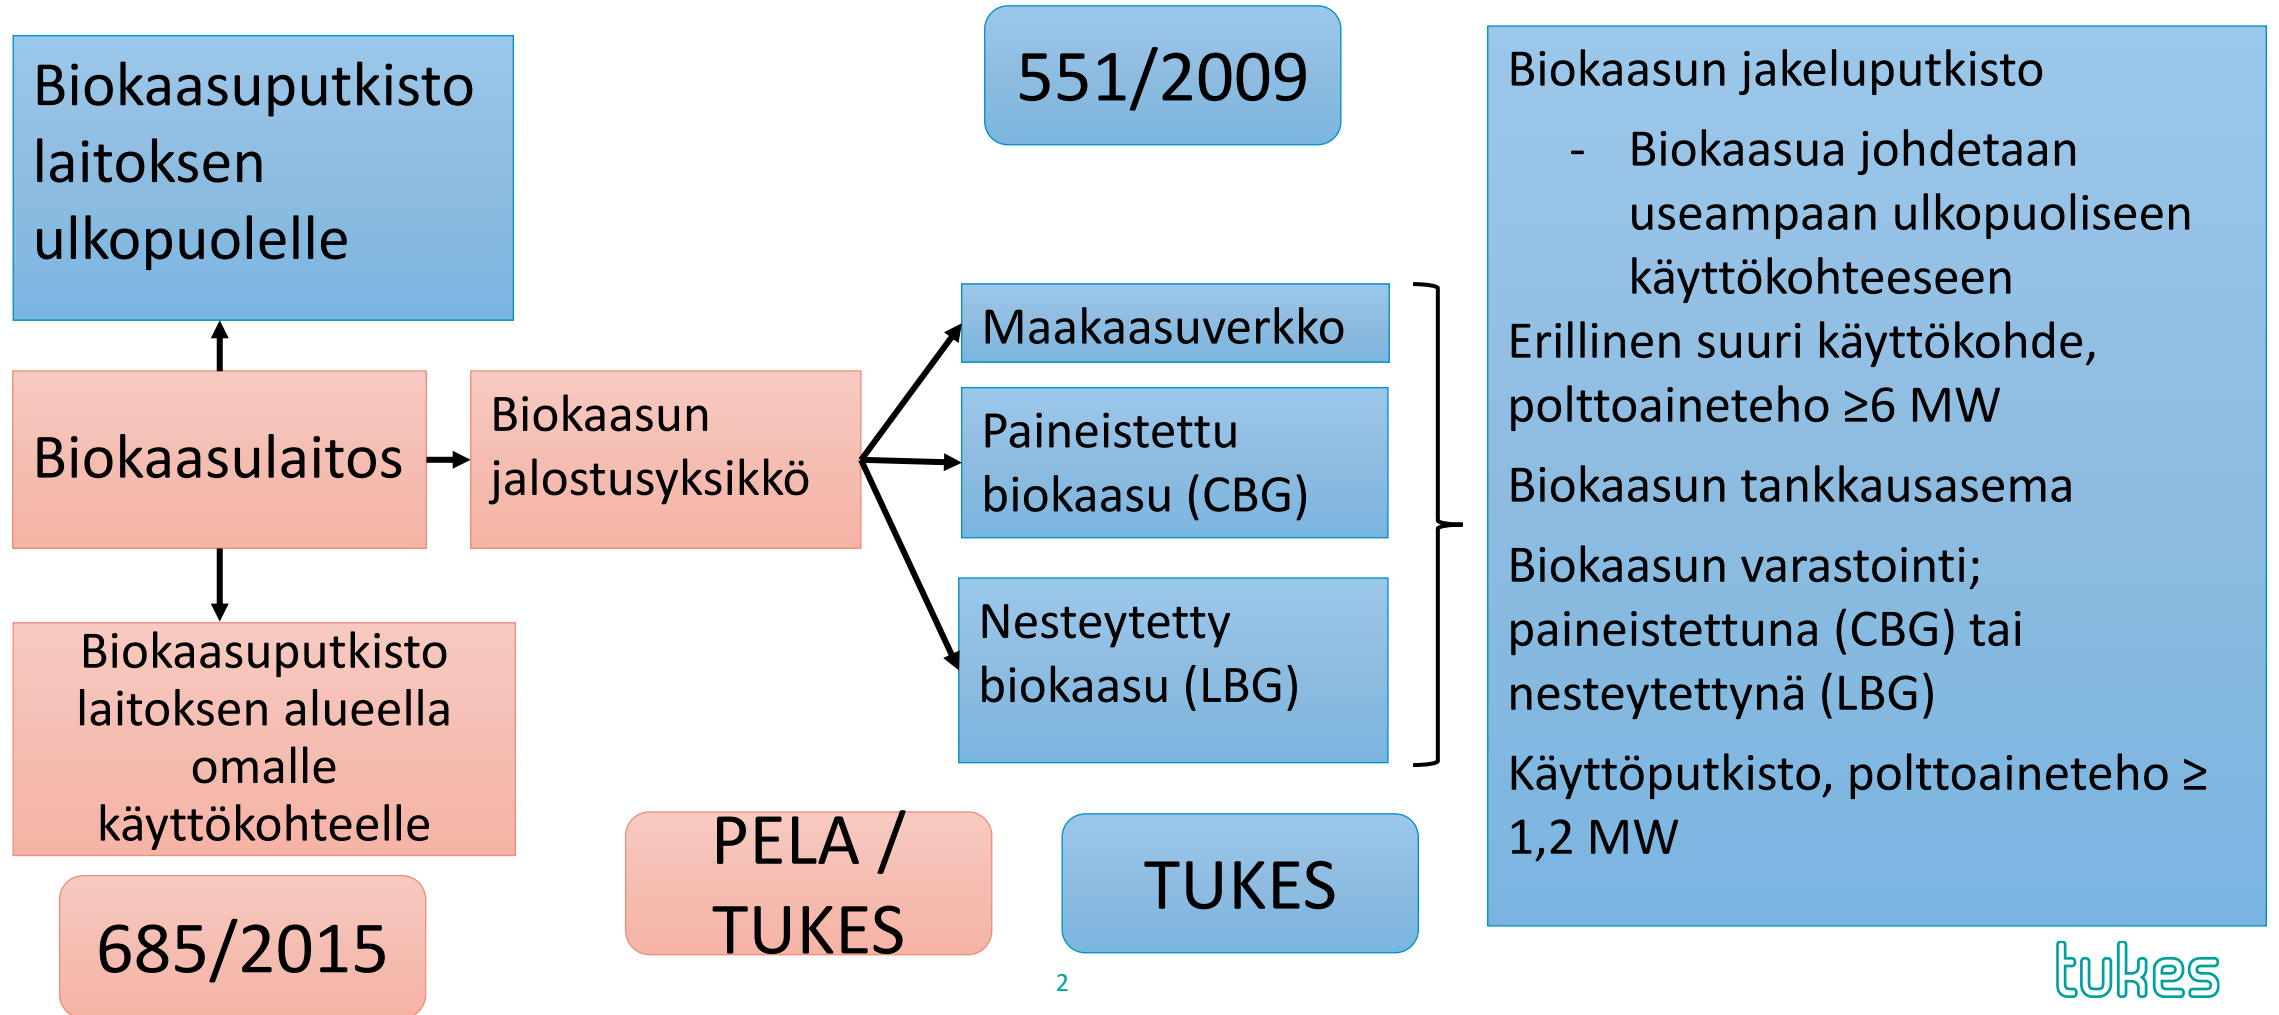 Biokaasuputkisto
laitoksen
ulkopuolelle
551/2009
Biokaasulaitos
Biokaasun
jalostusyksikkö
Maakaasuverkko
Paineistettu
biokaasu (CBG)
Nesteytetty
biokaasu (LBG)
Biokaasuputkisto
laitoksen alueella
omalle
käyttökohteelle
685/2015
PELA /
TUKES
TUKES
Biokaasun jakeluputkisto
- Biokaasua johdetaan
useampaan ulkopuoliseen
käyttökohteeseen
Erillinen suuri käyttökohde,
polttoaineteho ≥6 MW
Biokaasun tankkausasema
Biokaasun varastointi;
paineistettuna (CBG) tai
nesteytettynä (LBG)
Käyttöputkisto, polttoaineteho ≥
1,2 MW
2
tukes